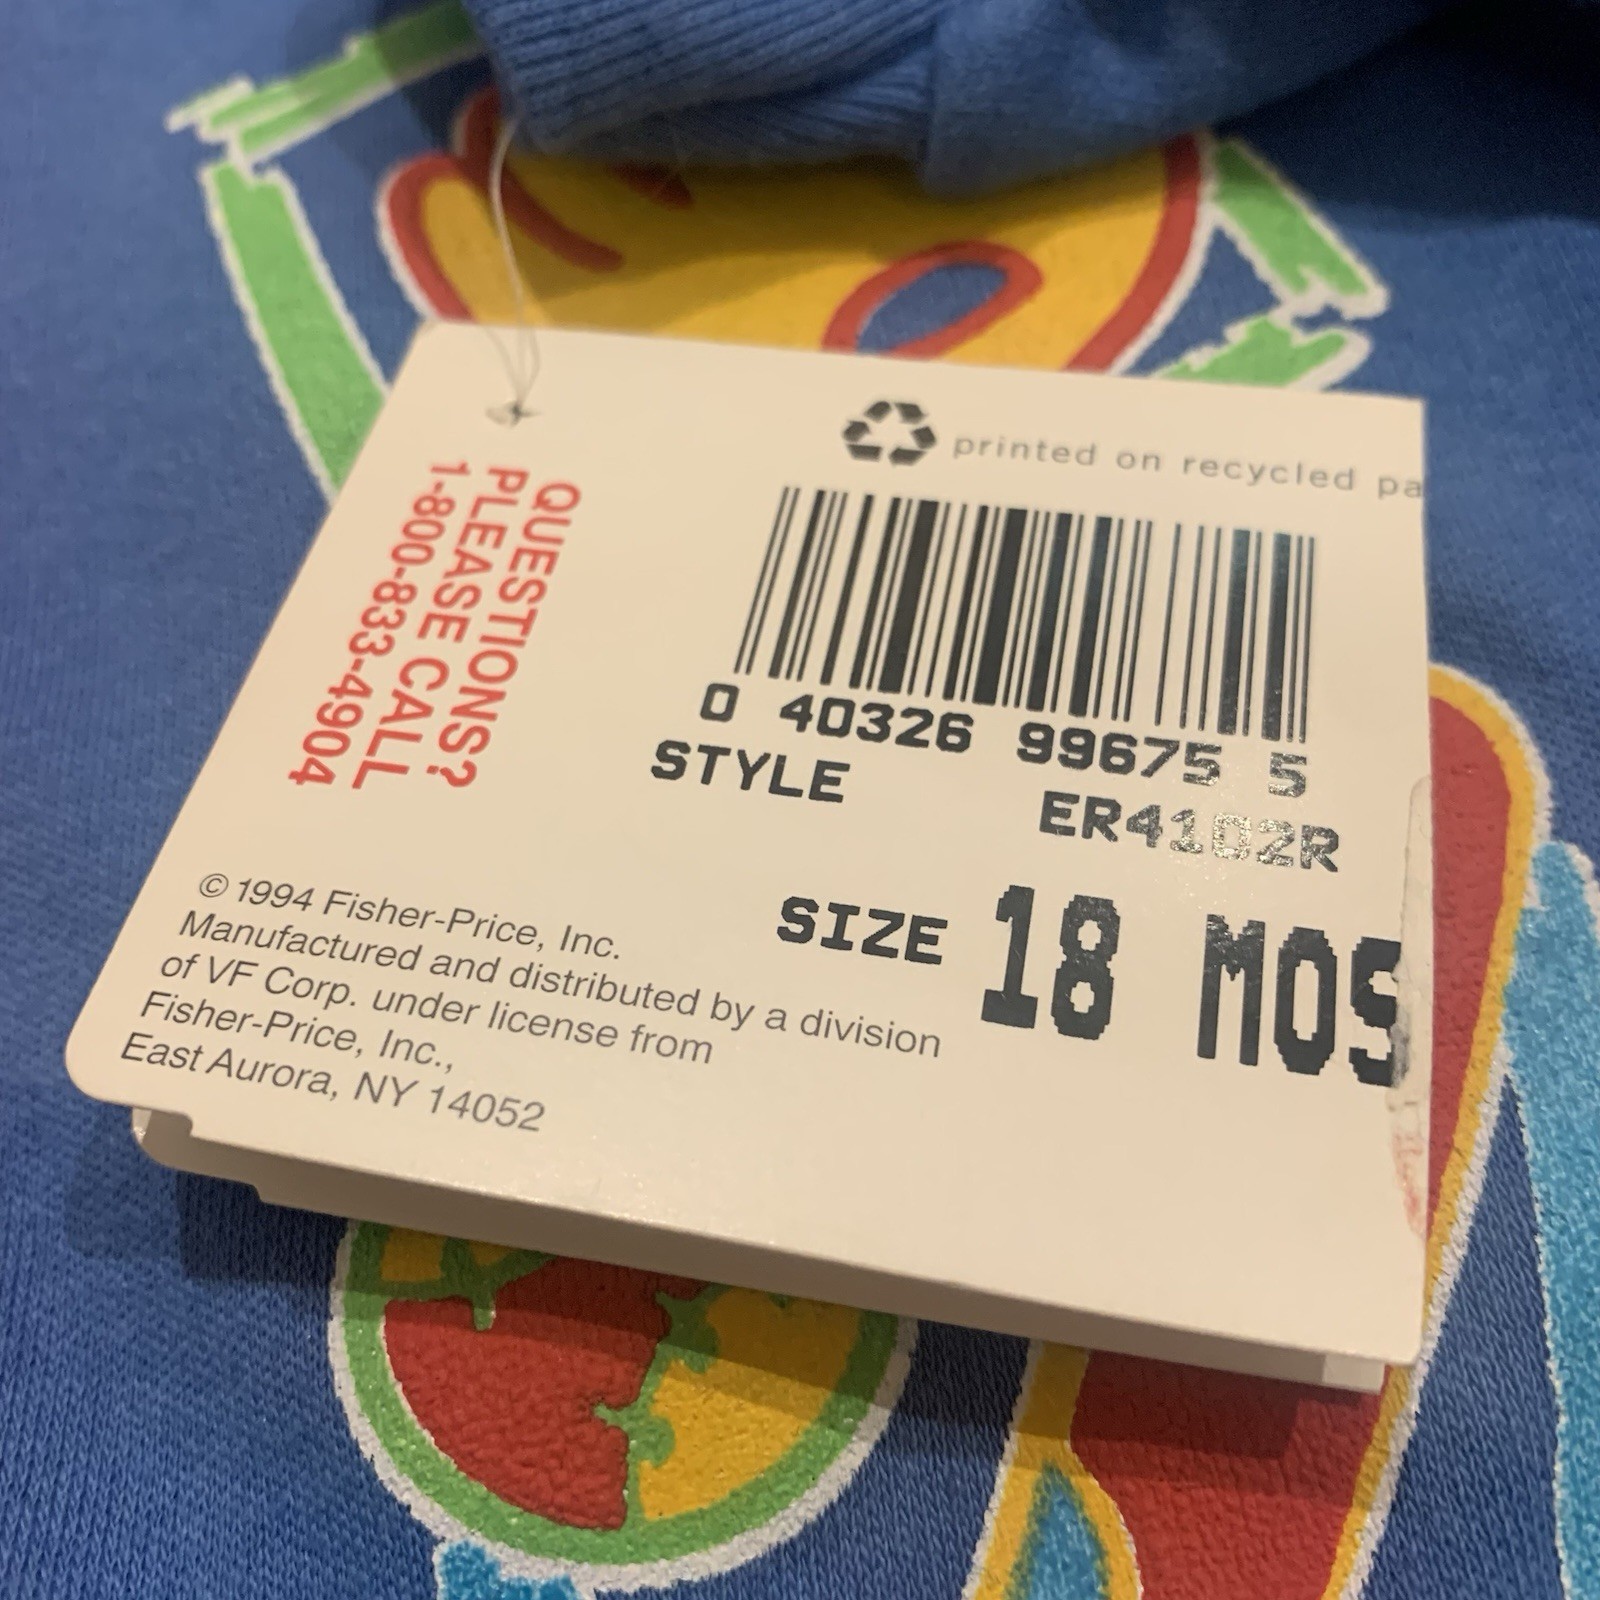 printed on recycled pa
0 40326 99675 5
STYLE ER4102R
SIZE 18 MOS
QUESTIONS?
PLEASE CALL
1-800-833-4904
© 1994 Fisher-Price, Inc.
Manufactured and distributed by a division
of VF Corp. under license from
Fisher-Price, Inc.,
East Aurora, NY 14052